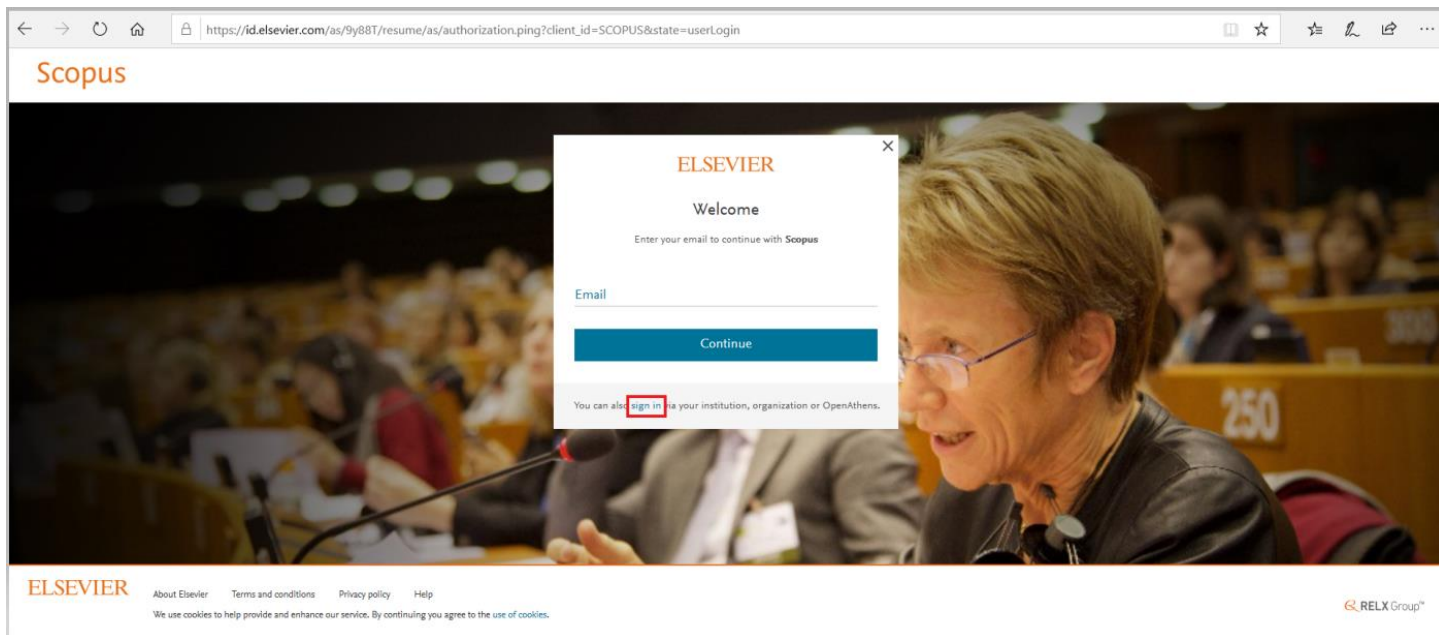 https://id.elsevier.com/as/9y88T/resume/as/authorization.ping?client_id=SCOPUS&state=userLogin
Scopus
ELSEVIER
Welcome
Enter your email to continue with Scopus
Email
Continue
You can also sign in via your institution, organization or OpenAthens.
300
250
ELSEVIER
About Elsevier Terms and conditions Privacy policy Help
We use cookies to help provide and enhance our service. By continuing you agree to the use of cookies.
RELX Group™